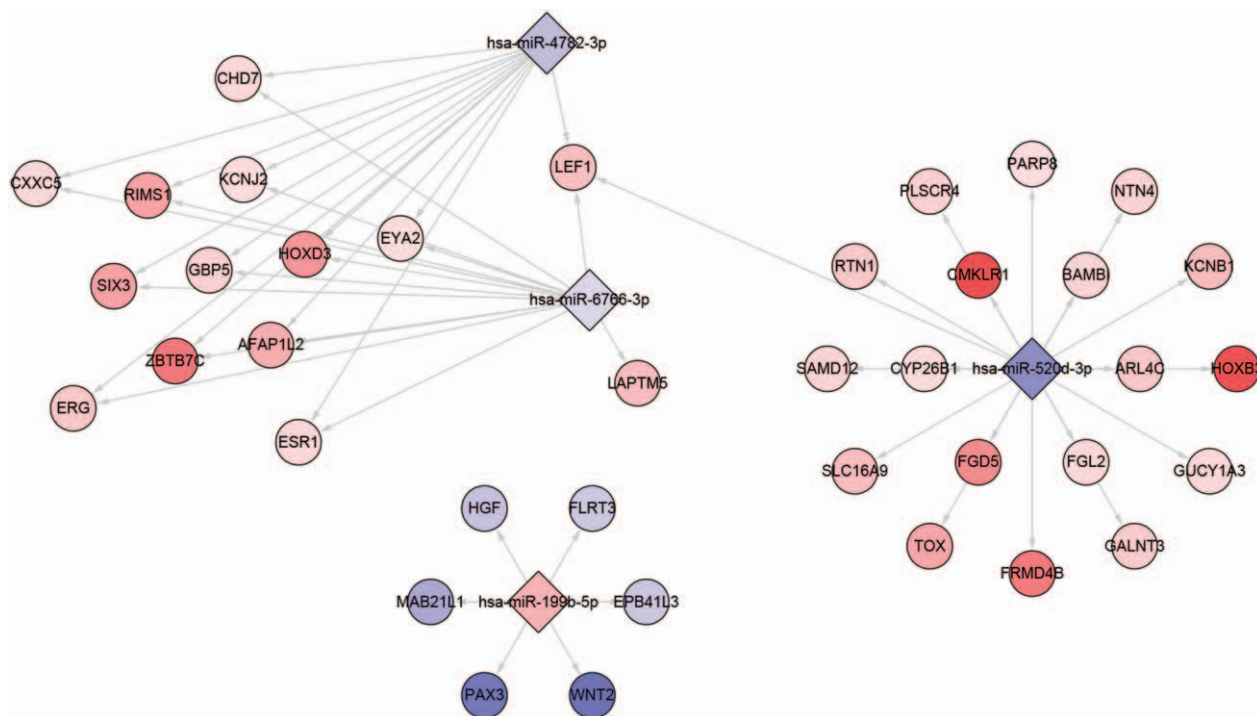 hsa-miR-4782-3p
CHD7
LEF1
PARP8
CXXC5
RIMS1
KCNJ2
PLSCR4
NTN4
EYA2
HOXD3
GBP5
SIX3
RTN1
CMKLR1
BAMBI
KCNB1
hsa-miR-6766-3p
ZBTB7C
AFAP1L2
LAPTM5
SAMD12
CYP26B1
hsa-miR-520d-3p
ARL4C
HOXB3
ERG
ESR1
SLC16A9
FGD5
FGL2
GUCY1A3
HGF
FLRT3
TOX
FRMD4B
GALNT3
MAB21L1
hsa-miR-199b-5p
EPB41L3
PAX3
WNT2